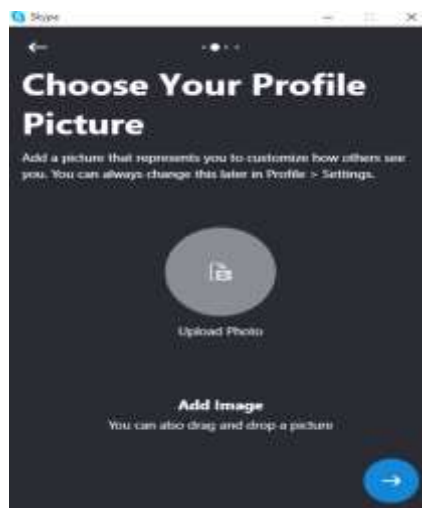 Skype
Choose Your Profile
Picture
Add a picture that represents you to customize how others see
you. You can always change this later in Profile > Settings.
Upload Photo
Add Image
You can also drag and drop a picture